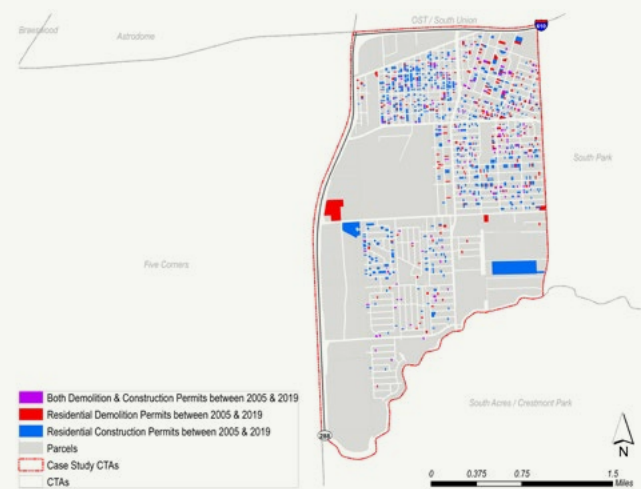 OST / South Union
Braeswood
Astrodome
610
South Park
Five Corners
South Acres / Crestmont Park
Both Demolition & Construction Permits between 2005 & 2019
Residential Demolition Permits between 2005 & 2019
Residential Construction Permits between 2005 & 2019
Parcels
Case Study CTAs
CTAs
288
N
0 0.375 0.75 1.5
Miles